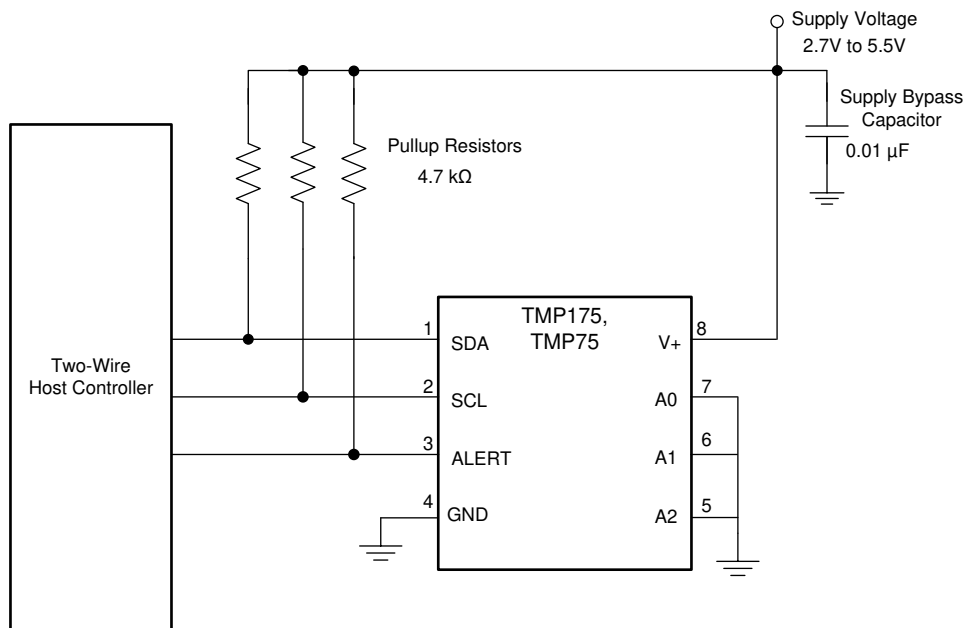 Supply Voltage
2.7V to 5.5V
Supply Bypass
Capacitor
0.01 µF
Pullup Resistors
4.7 kΩ
Two-Wire
Host Controller
TMP175,
TMP75
1
SDA
2
SCL
3
ALERT
4
GND
8
V+
7
A0
6
A1
5
A2